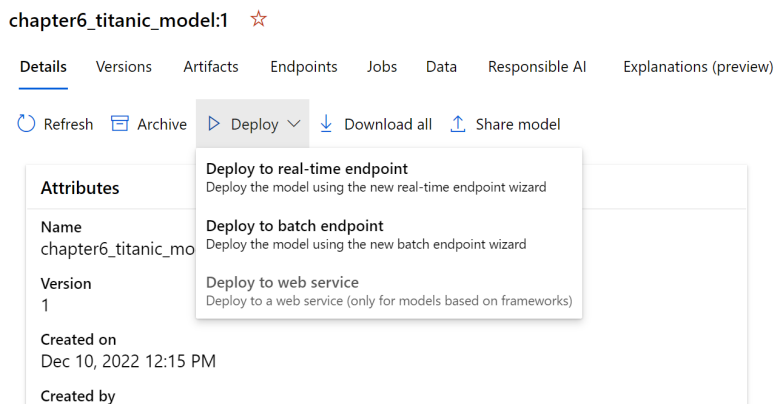 chapter6_titanic_model:1
Details Versions Artifacts Endpoints Jobs Data Responsible AI Explanations (preview)
Refresh Archive Deploy Download all Share model
Deploy to real-time endpoint
Deploy the model using the new real-time endpoint wizard
Deploy to batch endpoint
Deploy the model using the new batch endpoint wizard
Deploy to web service
Deploy to a web service (only for models based on frameworks)
Attributes
Name
chapter6_titanic_mo
Version
1
Created on
Dec 10, 2022 12:15 PM
Created by